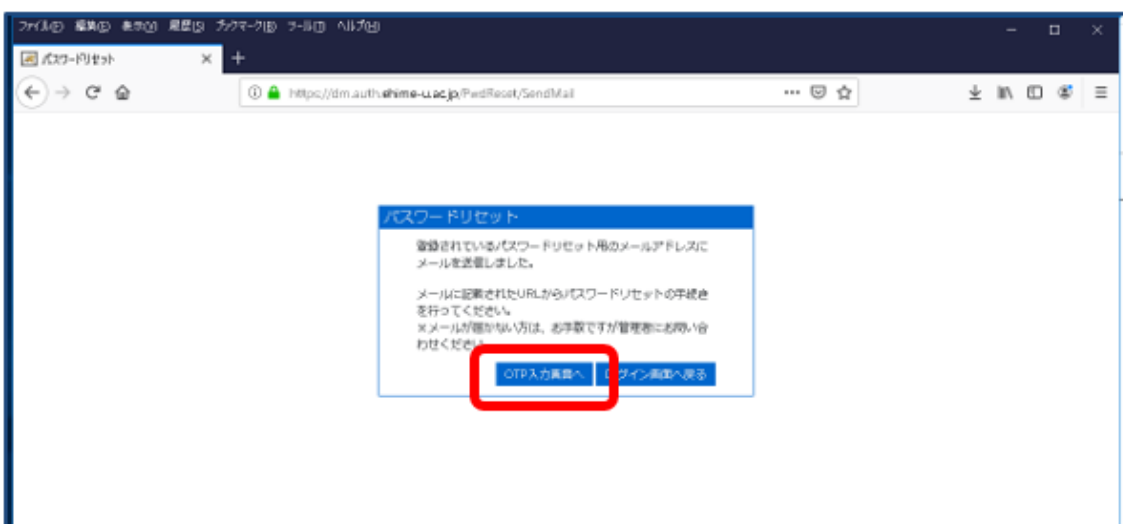 ファイル(F) 編集(E) 表示(V) 履歴(S) ブックマーク(B) ツール(T) ヘルプ(H)
パスワードリセット
https://dm.auth.ehime-u.ac.jp/PwdReset/SendMail
パスワードリセット
登録されているパスワードリセット用のメールアドレスに
メールを送信しました。
メールに記載されたURLからパスワードリセットの手続き
を行ってください。
※メールが届かない方は、お手数ですが管理者にお問い合
わせください。
OTP入力画面へ ログイン画面へ戻る